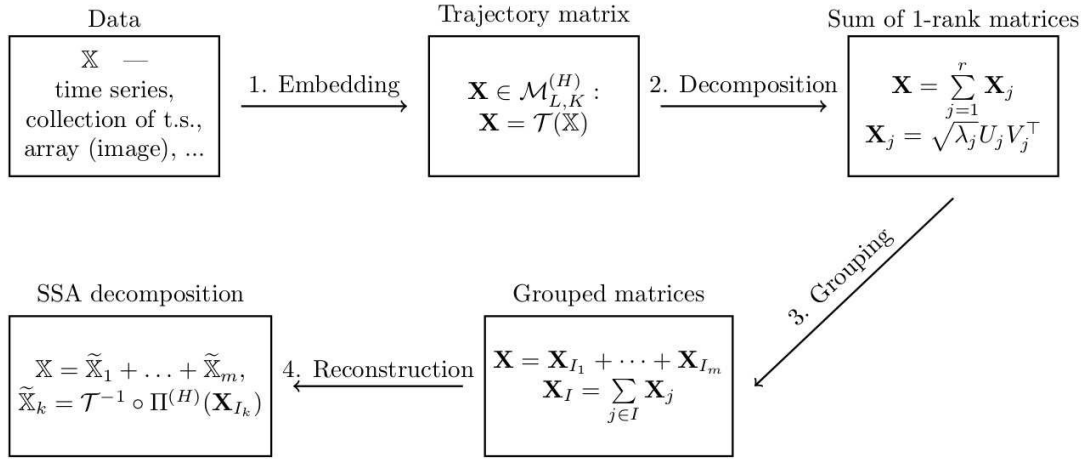 Data
𝕏 —
time series,
collection of t.s.,
array (image), ...
1. Embedding
Trajectory matrix
𝐗 ∈ ℳ_{L,K}^{(H)} :
𝐗 = 𝒯(𝕏)
2. Decomposition
Sum of 1-rank matrices
𝐗 = ∑_{j=1}^{r} 𝐗_j
𝐗_j = √λ_j U_j V_j^⊤
3. Grouping
Grouped matrices
𝐗 = 𝐗_{I_1} + ⋯ + 𝐗_{I_m}
𝐗_I = ∑_{j∈I} 𝐗_j
4. Reconstruction
SSA decomposition
𝕏 = 𝕏̃_1 + … + 𝕏̃_m,
𝕏̃_k = 𝒯^{−1} ∘ Π^{(H)}(𝐗_{I_k})